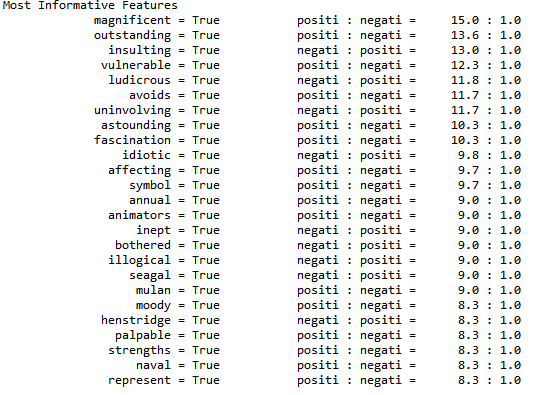 Most Informative Features
magnificent = True positi : negati = 15.0 : 1.0
outstanding = True positi : negati = 13.6 : 1.0
insulting = True negati : positi = 13.0 : 1.0
vulnerable = True positi : negati = 12.3 : 1.0
ludicrous = True negati : positi = 11.8 : 1.0
avoids = True positi : negati = 11.7 : 1.0
uninvolving = True negati : positi = 11.7 : 1.0
astounding = True positi : negati = 10.3 : 1.0
fascination = True positi : negati = 10.3 : 1.0
idiotic = True negati : positi = 9.8 : 1.0
affecting = True positi : negati = 9.7 : 1.0
symbol = True positi : negati = 9.7 : 1.0
annual = True positi : negati = 9.0 : 1.0
animators = True positi : negati = 9.0 : 1.0
inept = True negati : positi = 9.0 : 1.0
bothered = True negati : positi = 9.0 : 1.0
illogical = True negati : positi = 9.0 : 1.0
seagal = True negati : positi = 9.0 : 1.0
mulan = True positi : negati = 9.0 : 1.0
moody = True positi : negati = 8.3 : 1.0
henstridge = True negati : positi = 8.3 : 1.0
palpable = True positi : negati = 8.3 : 1.0
strengths = True positi : negati = 8.3 : 1.0
naval = True positi : negati = 8.3 : 1.0
represent = True positi : negati = 8.3 : 1.0